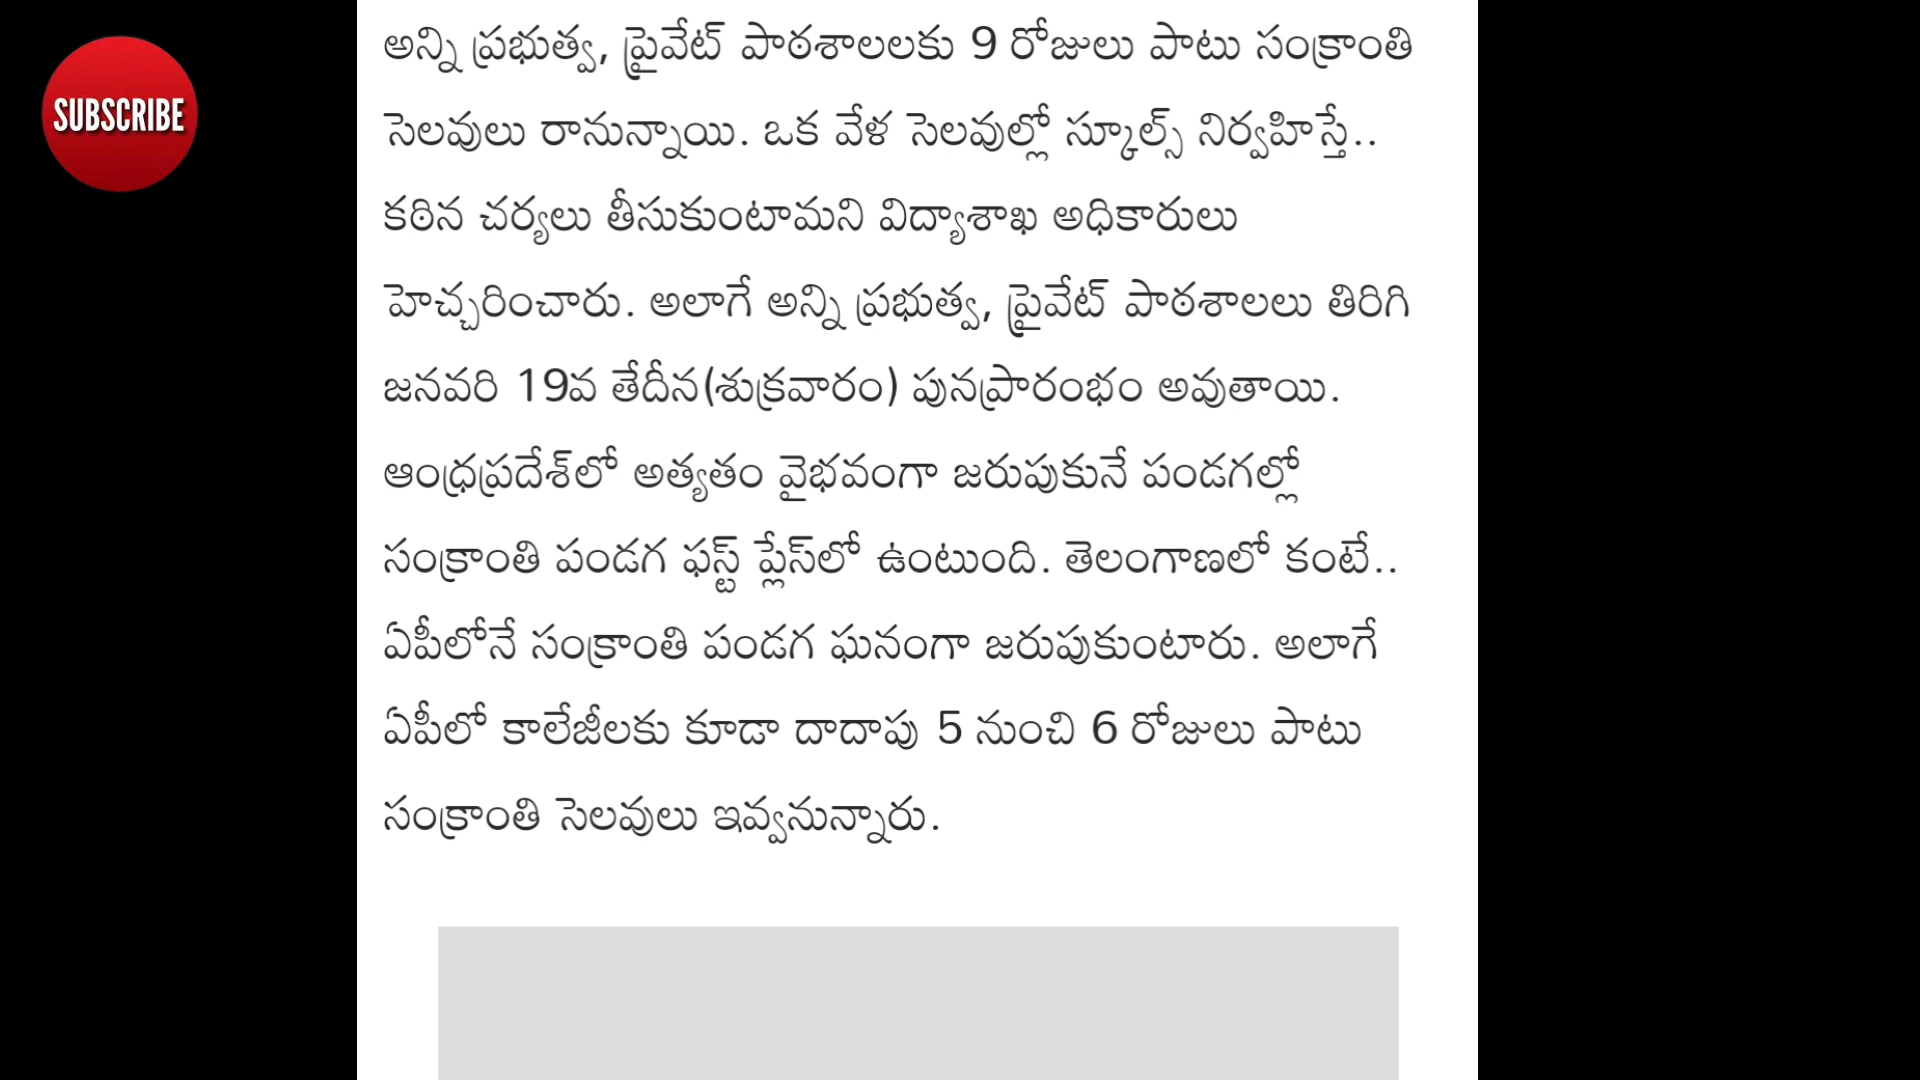 SUBSCRIBE
అన్ని ప్రభుత్వ, ప్రైవేట్ పాఠశాలలకు 9 రోజులు పాటు సంక్రాంతి
సెలవులు రానున్నాయి. ఒక వేళ సెలవుల్లో స్కూల్స్ నిర్వహిస్తే..
కఠిన చర్యలు తీసుకుంటామని విద్యాశాఖ అధికారులు
హెచ్చరించారు. అలాగే అన్ని ప్రభుత్వ, ప్రైవేట్ పాఠశాలలు తిరిగి
జనవరి 19వ తేదీన(శుక్రవారం) పునప్రారంభం అవుతాయి.
ఆంధ్రప్రదేశ్‌లో అత్యతం వైభవంగా జరుపుకునే పండగల్లో
సంక్రాంతి పండగ ఫస్ట్ ప్లేస్‌లో ఉంటుంది. తెలంగాణలో కంటే..
ఏపీలోనే సంక్రాంతి పండగ ఘనంగా జరుపుకుంటారు. అలాగే
ఏపీలో కాలేజీలకు కూడా దాదాపు 5 నుంచి 6 రోజులు పాటు
సంక్రాంతి సెలవులు ఇవ్వనున్నారు.